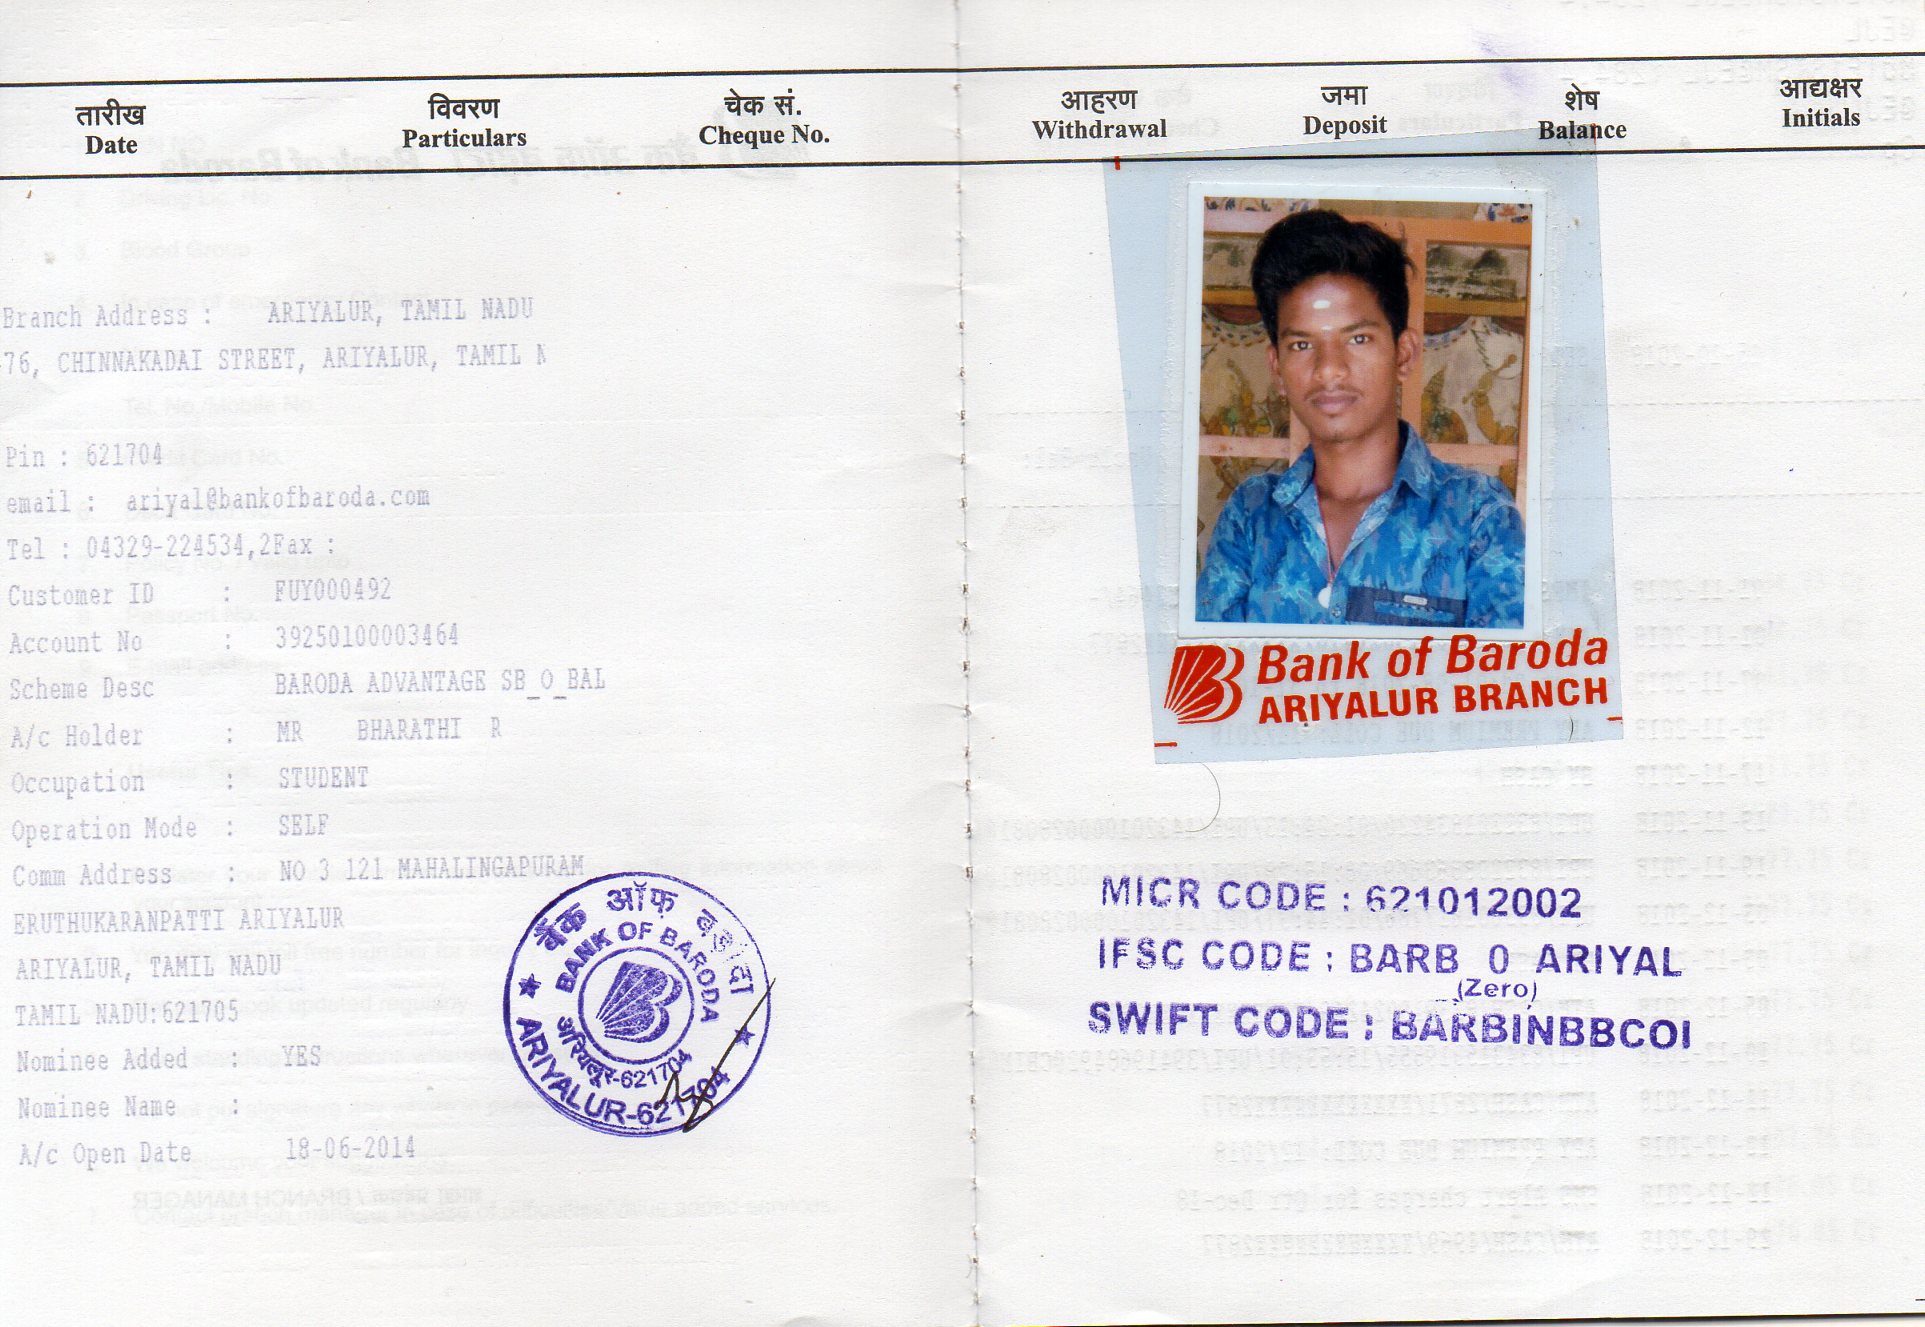 तारीख विवरण चेक सं. आहरण जमा शेष आद्यक्षर
Date Particulars Cheque No. Withdrawal Deposit Balance Initials
Branch Address : ARIYALUR, TAMIL NADU
76, CHINNAKADAI STREET, ARIYALUR, TAMIL N
Pin : 621704
email : ariyal@bankofbaroda.com
Tel : 04329-224534,2Fax :
Customer ID : FUY000492
Account No : 39250100003464
Scheme Desc BARODA ADVANTAGE SB_O_BAL
A/c Holder : MR BHARATHI R
Occupation : STUDENT
Operation Mode : SELF
Comm Address : NO 3 121 MAHALINGAPURAM
ERUTHUKARANPATTI ARIYALUR
ARIYALUR, TAMIL NADU
TAMIL NADU:621705
Nominee Added : YES
Nominee Name :
A/c Open Date 18-06-2014
बैंक ऑफ़ बड़ौदा
BANK OF BARODA
अरियलूर-621704
ARIYALUR-621704
Bank of Baroda
ARIYALUR BRANCH
MICR CODE : 621012002
IFSC CODE : BARB 0 ARIYAL
(Zero)
SWIFT CODE : BARBINBBCOI